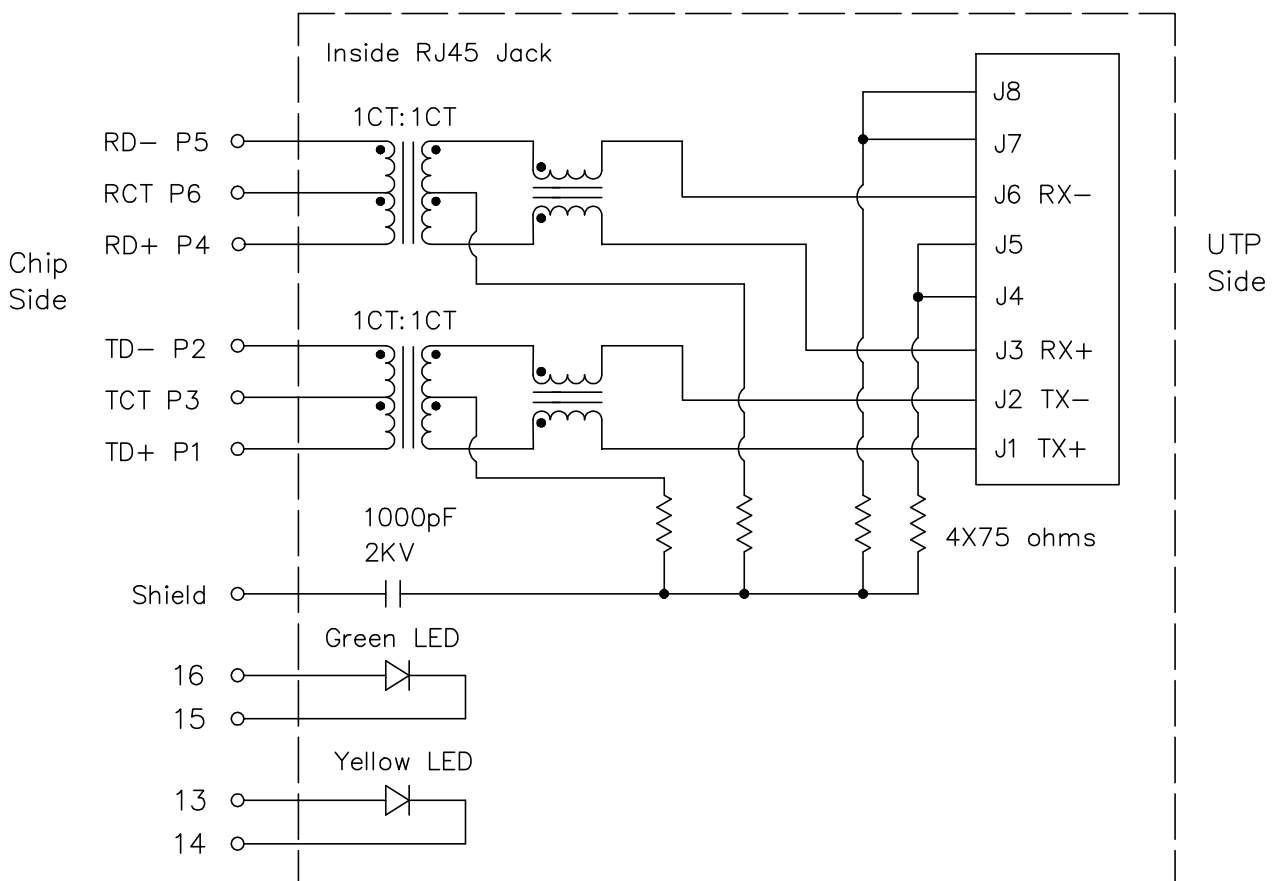 Inside RJ45 Jack
1CT:1CT
RD- P5
RCT P6
RD+ P4
Chip
Side
1CT:1CT
TD- P2
TCT P3
TD+ P1
1000pF
2KV
Shield
Green LED
16
15
Yellow LED
13
14
J8
J7
J6 RX-
J5
J4
J3 RX+
J2 TX-
J1 TX+
4X75 ohms
UTP
Side